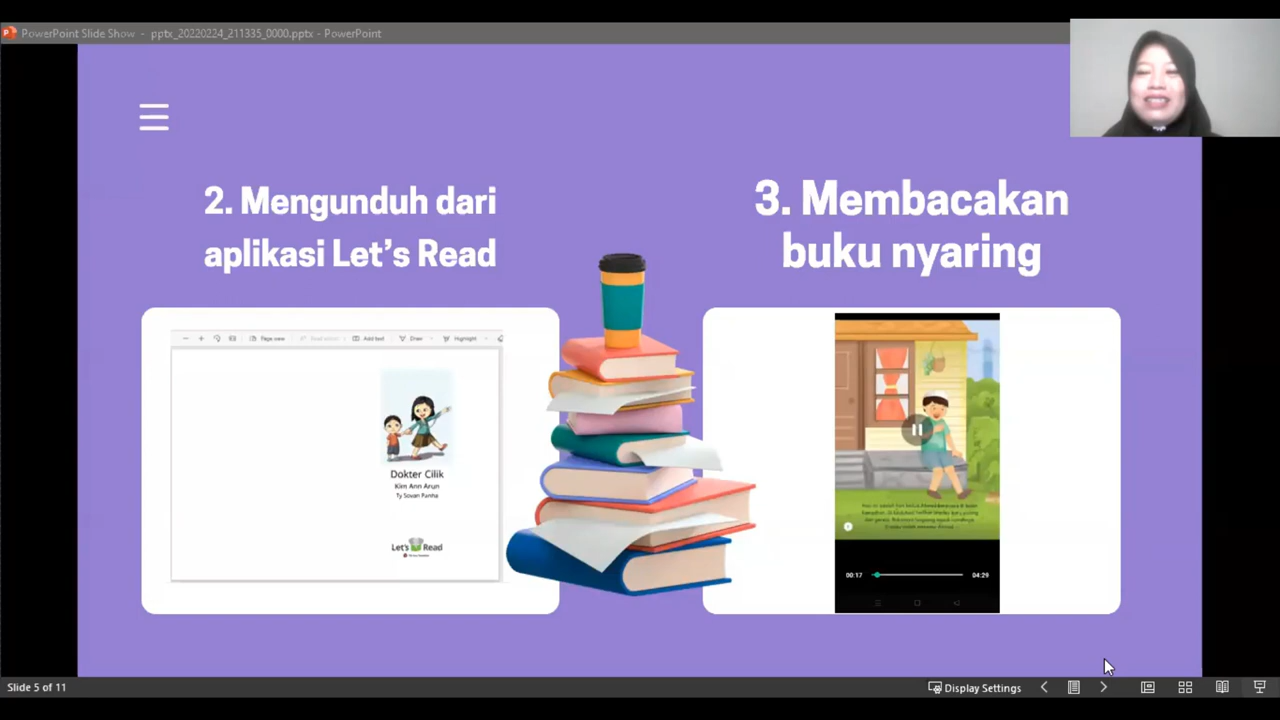 PowerPoint Slide Show - pptx_20220224_211335_0000.pptx - PowerPoint
2. Mengunduh dari
aplikasi Let's Read
3. Membacakan
buku nyaring
Page view
Add text
Draw
Highlight
Dokter Cilik
Kim Ann Arun
Ty Sovan Panha
Let's Read
00:17
04:29
Slide 5 of 11
Display Settings